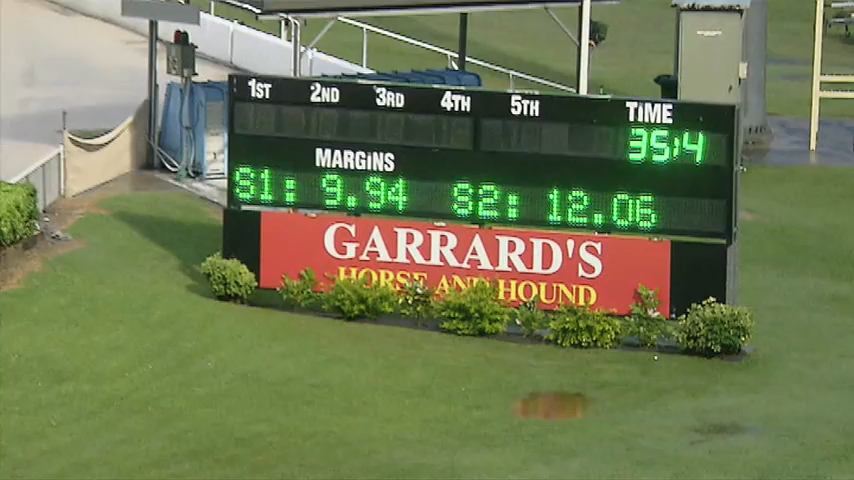 1ST 2ND 3RD 4TH 5TH TIME
35:4
MARGINS
S1: 9.94 S2: 12.06
GARRARD'S
HORSE AND HOUND